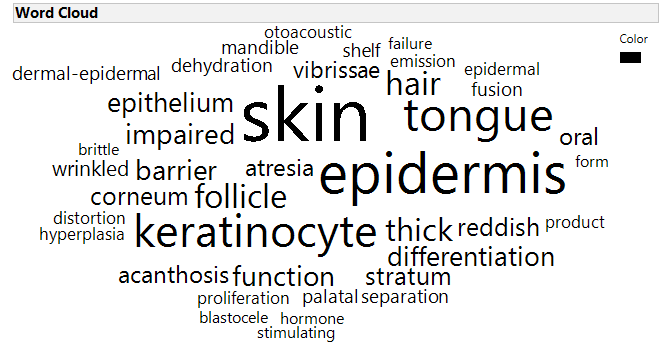 Word Cloud
otoacoustic
Color
mandible shelf failure
dermal-epidermal dehydration vibrissae emission epidermal
hair fusion
epithelium skin tongue
impaired oral
brittle
wrinkled barrier atresia epidermis form
corneum follicle
distortion keratinocyte thick reddish product
hyperplasia
differentiation
acanthosis function stratum
proliferation palatal separation
blastocele hormone
stimulating